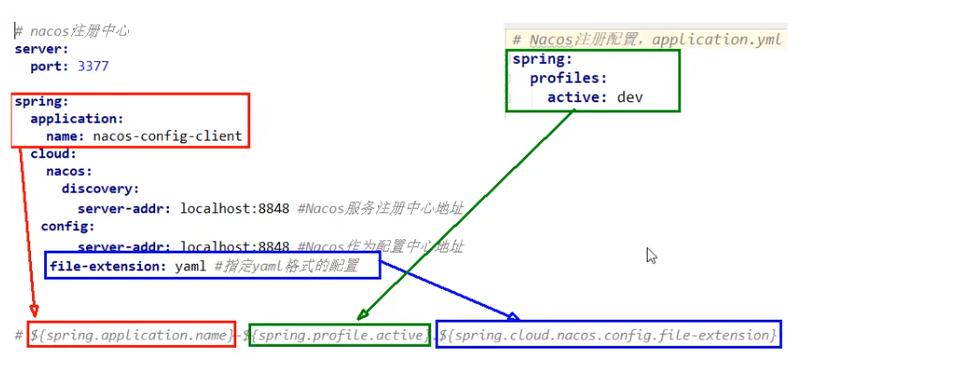 # nacos注册中心
server:
port: 3377
spring:
application:
name: nacos-config-client
cloud:
nacos:
discovery:
server-addr: localhost:8848 #Nacos服务注册中心地址
config:
server-addr: localhost:8848 #Nacos作为配置中心地址
file-extension: yaml #指定yaml格式的配置
# Nacos注册配置，application.yml
spring:
profiles:
active: dev
# ${spring.application.name}-${spring.profile.active}.${spring.cloud.nacos.config.file-extension}